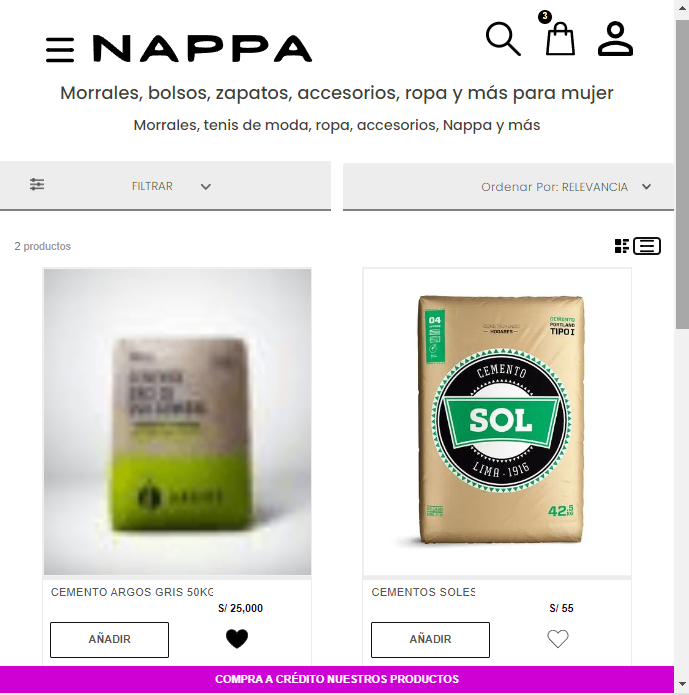 3
NAPPA
Morrales, bolsos, zapatos, accesorios, ropa y más para mujer
Morrales, tenis de moda, ropa, accesorios, Nappa y más
FILTRAR
Ordenar Por: RELEVANCIA
2 productos
04
CEMENTO
PORTLAND
TIPO I
HOGARES
CEMENTO
SOL
LIMA - 1916
42.5
KG
CEMENTO ARGOS GRIS 50KG
S/ 25,000
AÑADIR
CEMENTOS SOLES
S/ 55
AÑADIR
COMPRA A CRÉDITO NUESTROS PRODUCTOS